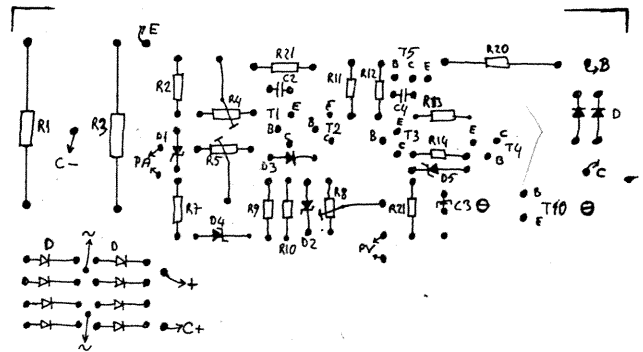 E
R21
T5
R20
B
C2
R11
R12
B C E
R2
C4
D
R4
T1 E
E
R13
R1
R3
B
B T2
B T3
E C
D1
C
C
T4
C-
PA
R5
C
R14
B
D3
D5
C
R7
R9
R8
R21
C3 ⊖
B
T10 ⊖
D4
R10
D2
E
D ~ D
PV
+
C+
~